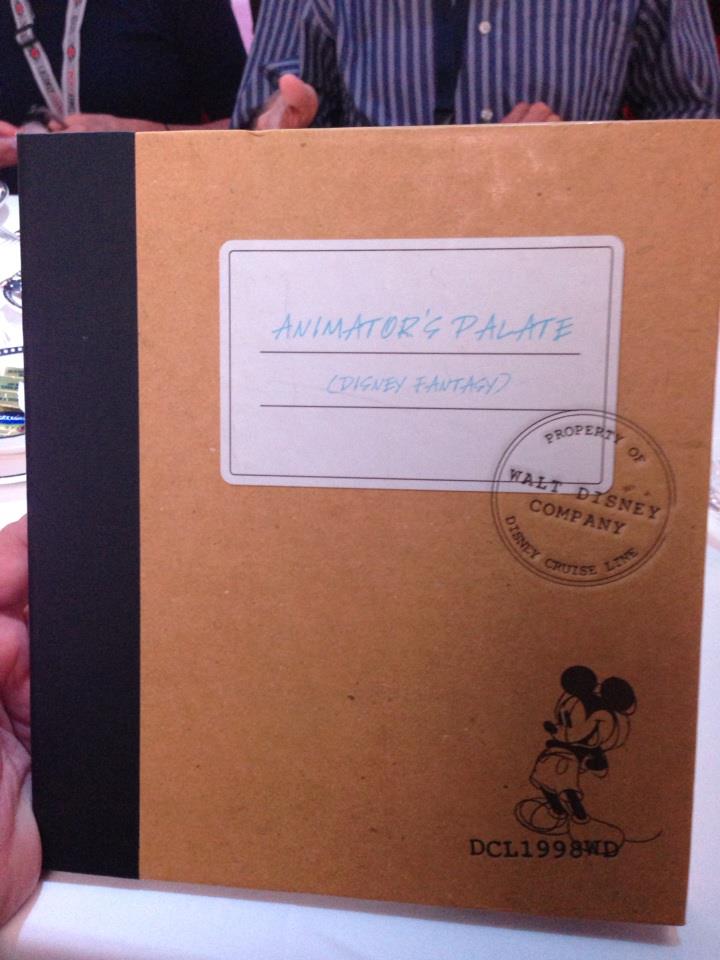 ANIMATOR'S PALATE
(DISNEY FANTASY)
PROPERTY OF
WALT DISNEY
COMPANY
DISNEY CRUISE LINE
DCL1998WD